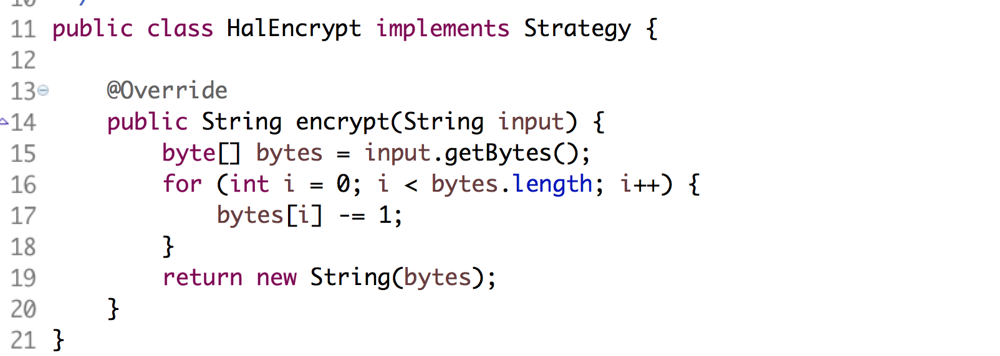 10 /
11 public class HalEncrypt implements Strategy {
12
13 @Override
14 public String encrypt(String input) {
15 byte[] bytes = input.getBytes();
16 for (int i = 0; i < bytes.length; i++) {
17 bytes[i] -= 1;
18 }
19 return new String(bytes);
20 }
21 }